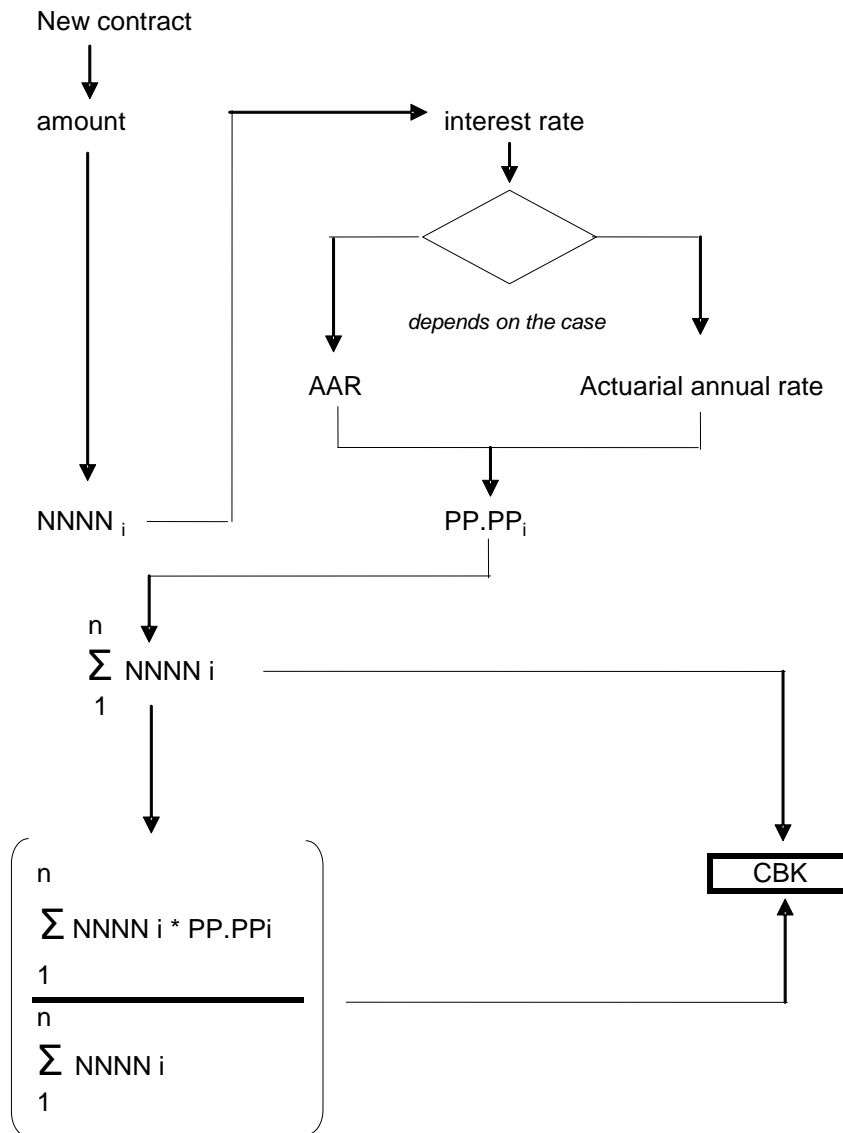 New contract
amount
interest rate
depends on the case
AAR
Actuarial annual rate
NNNN i
PP.PPi
n
Σ NNNN i
1
CBK
n
Σ NNNN i * PP.PPi
1
n
Σ NNNN i
1